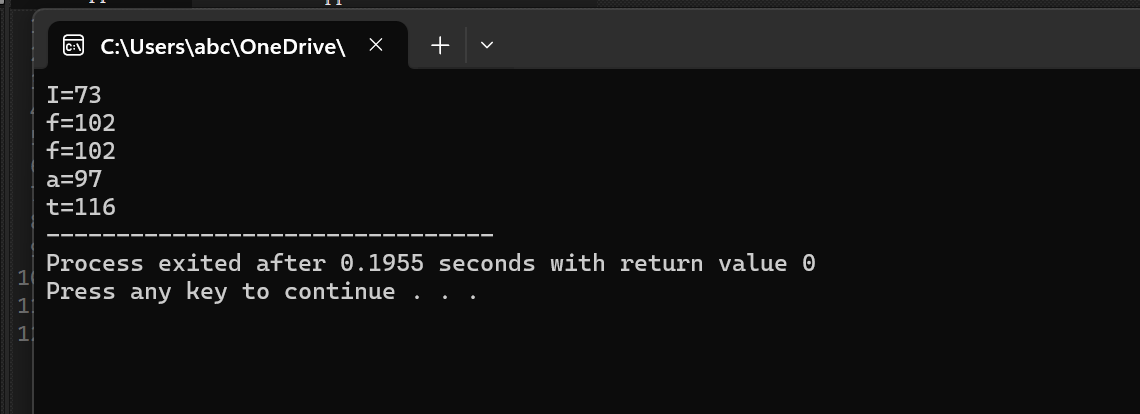 C:\Users\abc\OneDrive\
I=73
f=102
f=102
a=97
t=116
--------------------------------
Process exited after 0.1955 seconds with return value 0
Press any key to continue . . .